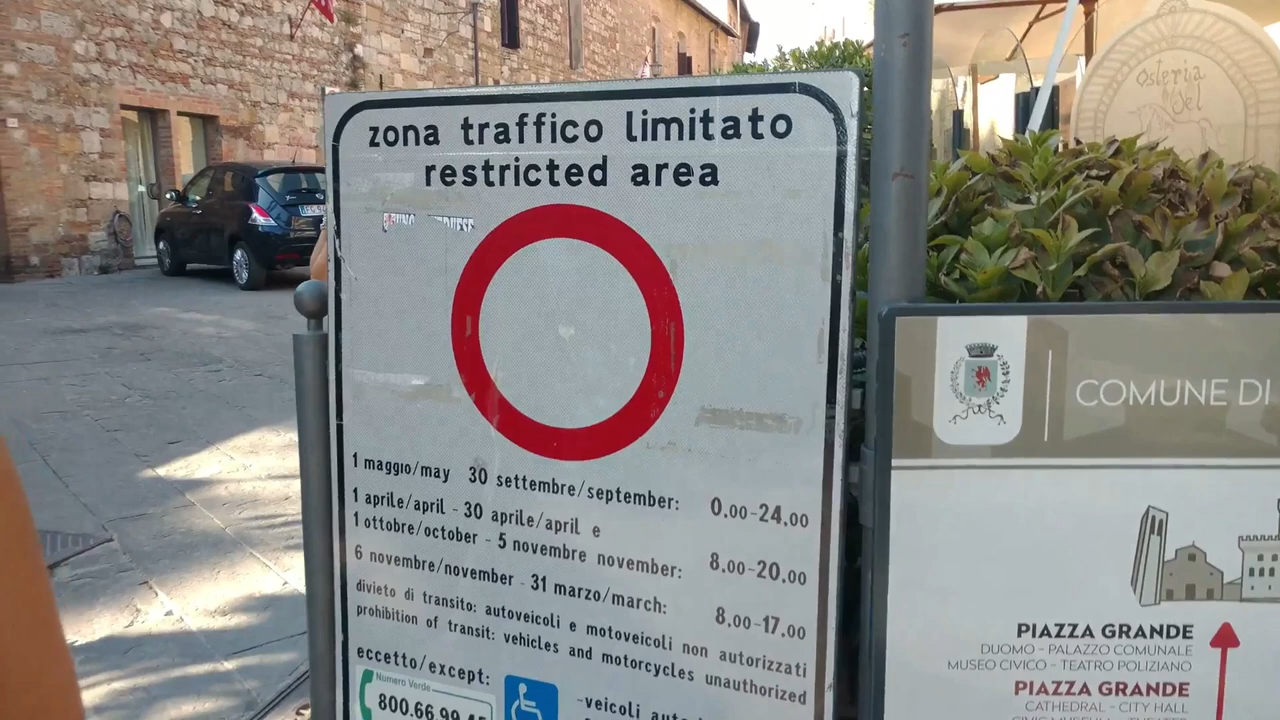 zona traffico limitato
restricted area
1 maggio/may 30 settembre/september: 0.00-24.00
1 aprile/april - 30 aprile/april e
1 ottobre/october - 5 novembre november: 8.00-20.00
6 novembre/november - 31 marzo/march: 8.00-17.00
divieto di transito: autoveicoli e motoveicoli non autorizzati
prohibition of transit: vehicles and motorcycles unauthorized
eccetto/except:
Numero Verde
800.66.99
-veicoli
Osteria
del
COMUNE DI
PIAZZA GRANDE
DUOMO - PALAZZO COMUNALE
MUSEO CIVICO - TEATRO POLIZIANO
PIAZZA GRANDE
CATHEDRAL - CITY HALL